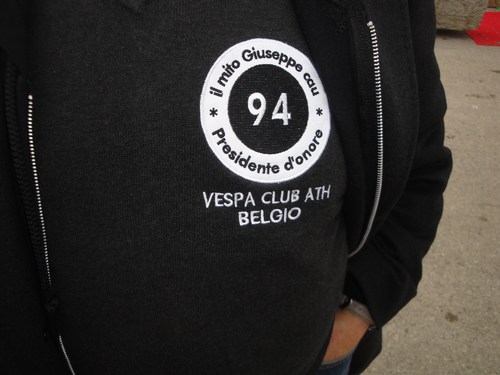 il mito Giuseppe cau
94
* Presidente d'onore *
VESPA CLUB ATH
BELGIO